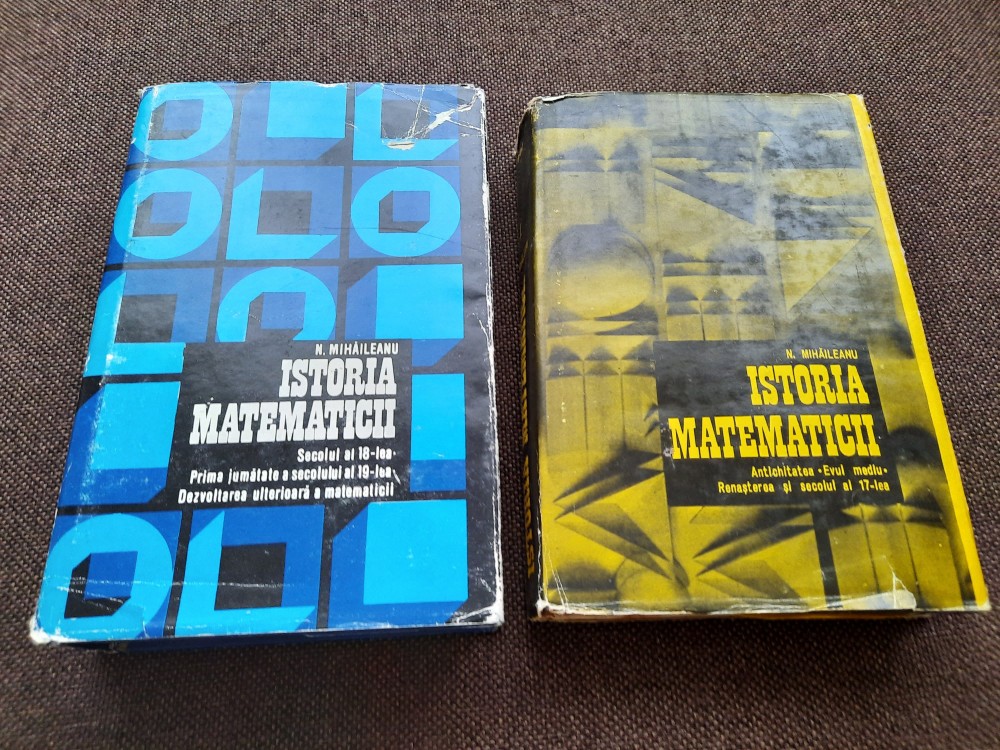 N. MIHĂILEANU
ISTORIA
MATEMATICII
Secolul al 18-lea·
Prima jumătate a secolului al 19-lea·
Dezvoltarea ulterioară a matematicii
N. MIHĂILEANU
ISTORIA
MATEMATICII
Antichitatea · Evul mediu ·
Renașterea și secolul al 17-lea